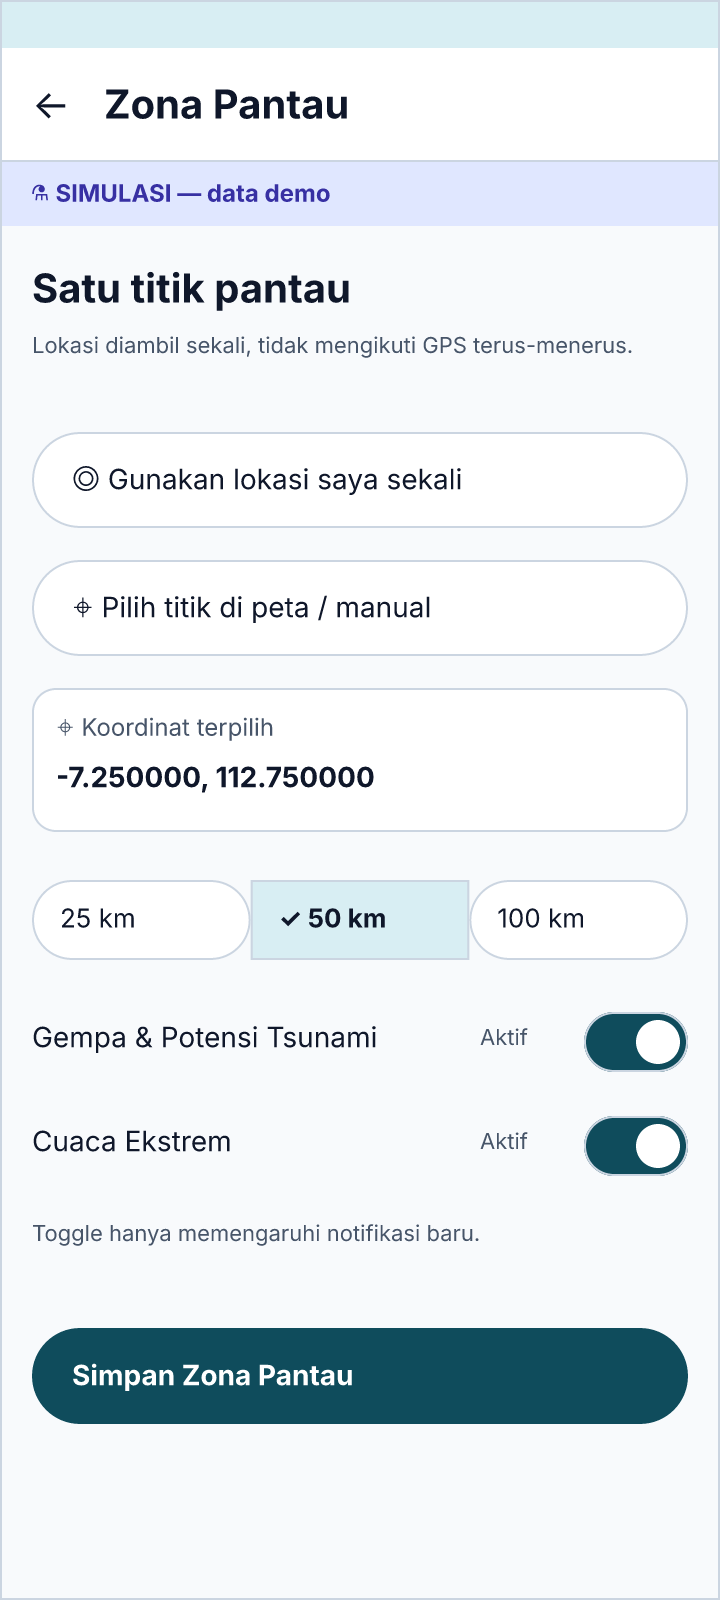 ← Zona Pantau
⚗ SIMULASI — data demo
Satu titik pantau
Lokasi diambil sekali, tidak mengikuti GPS terus-menerus.
◎ Gunakan lokasi saya sekali
⌖ Pilih titik di peta / manual
⌖ Koordinat terpilih
-7.250000, 112.750000
25 km ✓ 50 km 100 km
Gempa & Potensi Tsunami Aktif
Cuaca Ekstrem Aktif
Toggle hanya memengaruhi notifikasi baru.
Simpan Zona Pantau